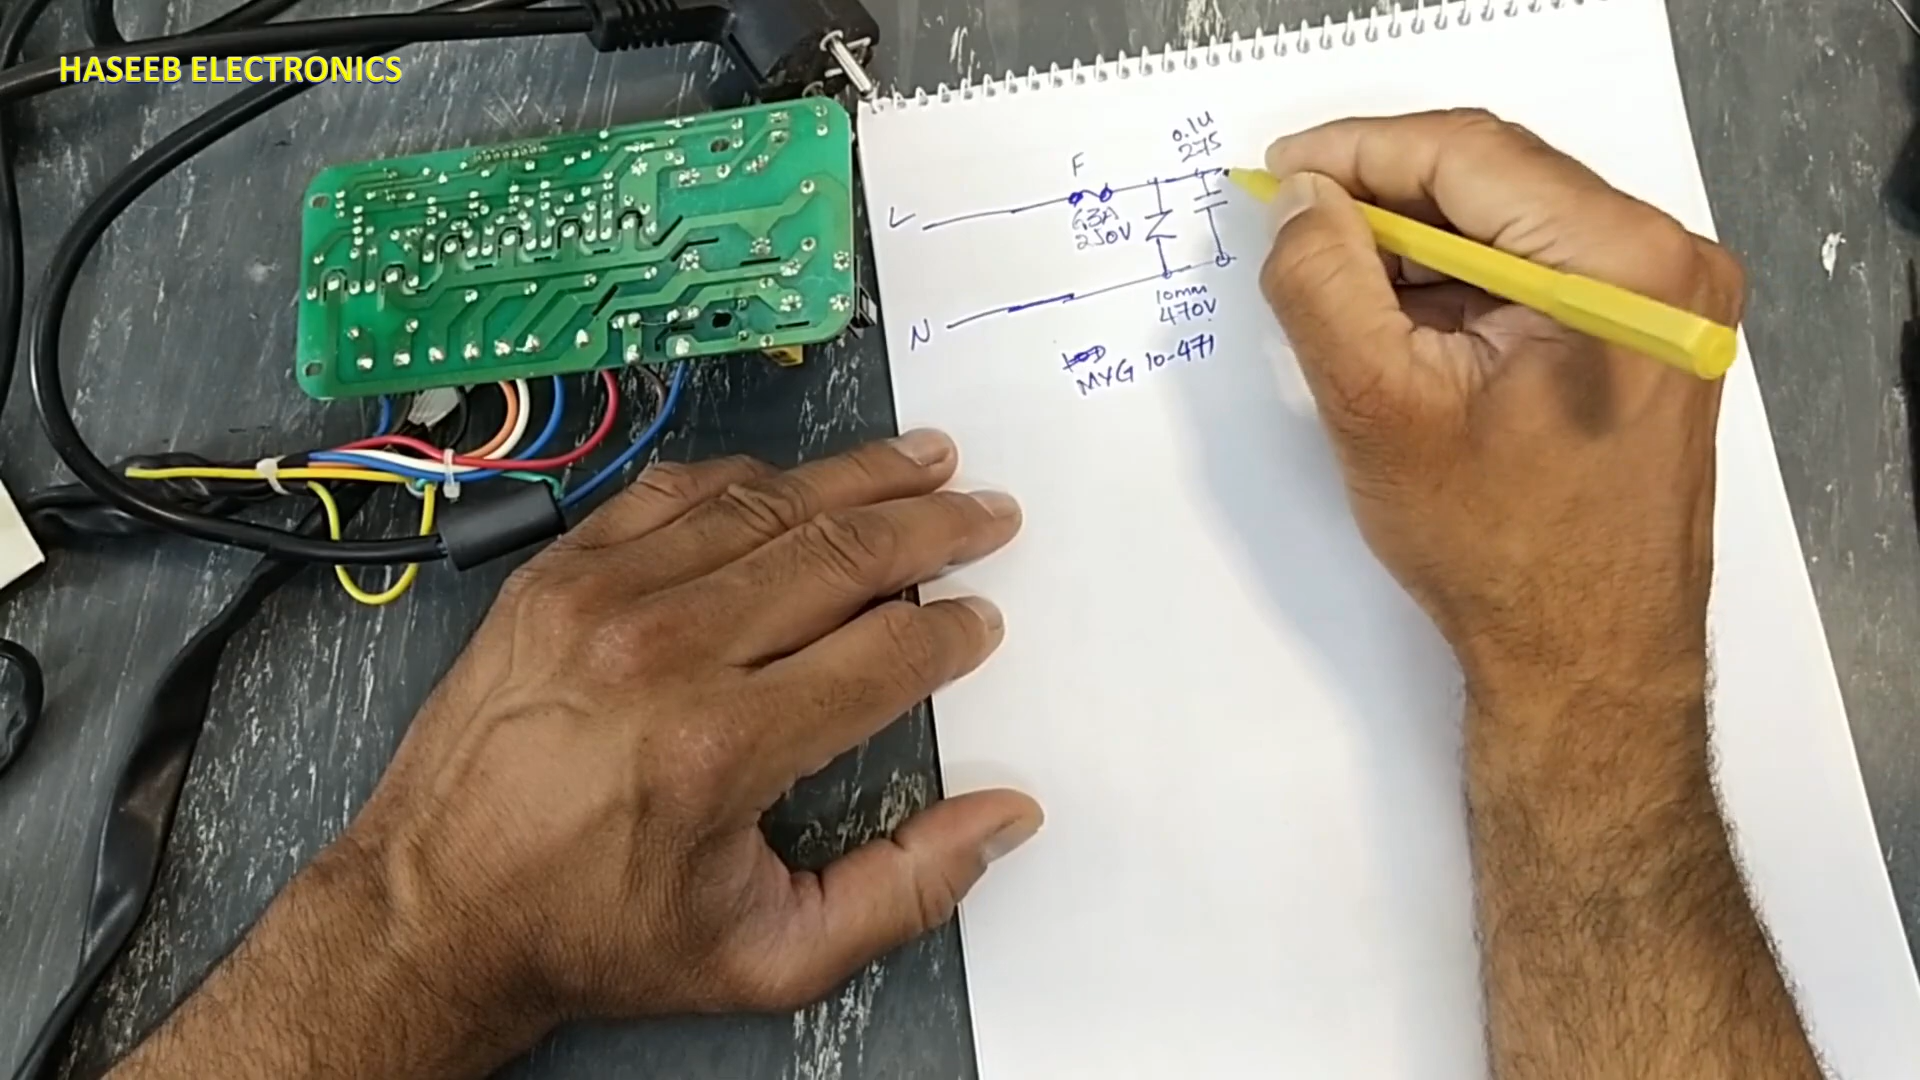 HASEEB ELECTRONICS
0.1U
275
F
L
6.3A
250V
10mm
470V
N
MYG 10-471